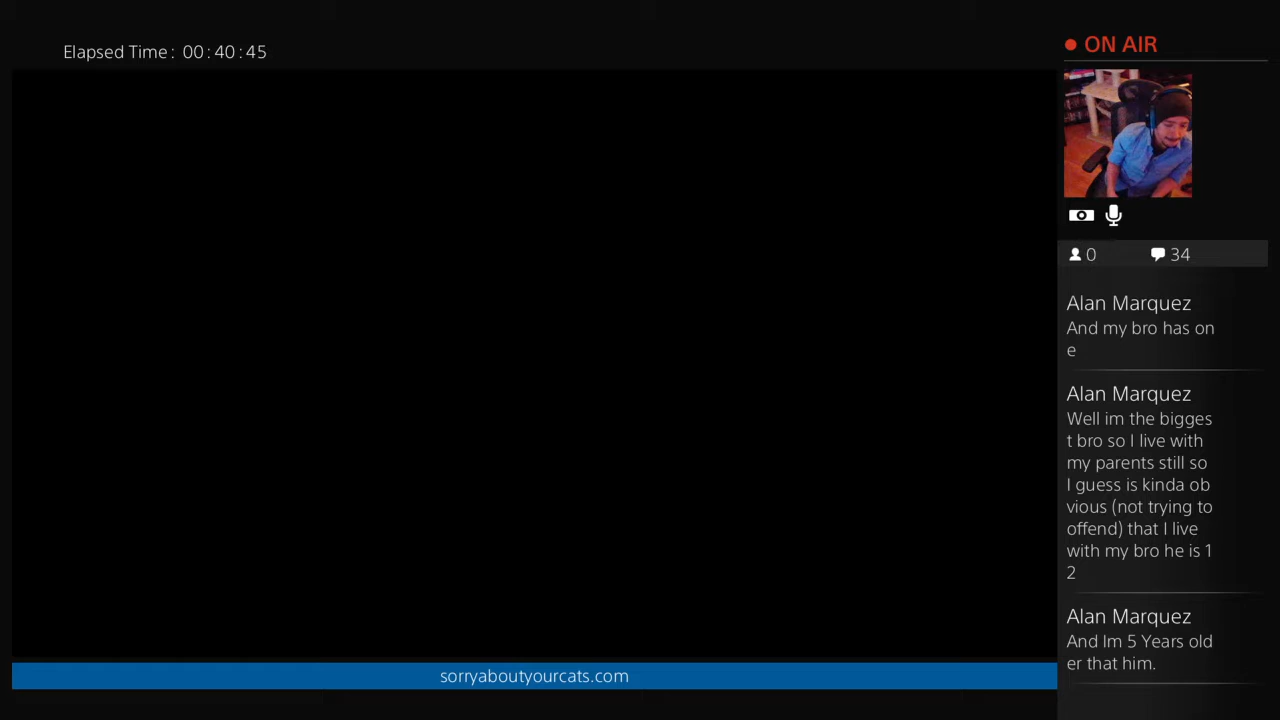 Elapsed Time: 00:40:45
ON AIR
0 34
Alan Marquez
And my bro has on
e
Alan Marquez
Well im the bigges
t bro so I live with
my parents still so
I guess is kinda ob
vious (not trying to
offend) that I live
with my bro he is 1
2
Alan Marquez
And Im 5 Years old
er that him.
sorryaboutyourcats.com